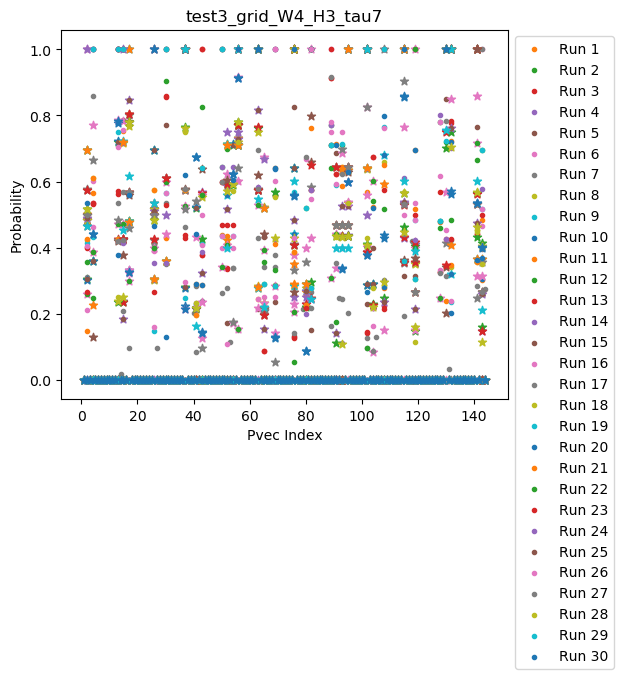 test3_grid_W4_H3_tau7
1.0
0.8
0.6
0.4
0.2
0.0
Probability
0 20 40 60 80 100 120 140
Pvec Index
Run 1
Run 2
Run 3
Run 4
Run 5
Run 6
Run 7
Run 8
Run 9
Run 10
Run 11
Run 12
Run 13
Run 14
Run 15
Run 16
Run 17
Run 18
Run 19
Run 20
Run 21
Run 22
Run 23
Run 24
Run 25
Run 26
Run 27
Run 28
Run 29
Run 30